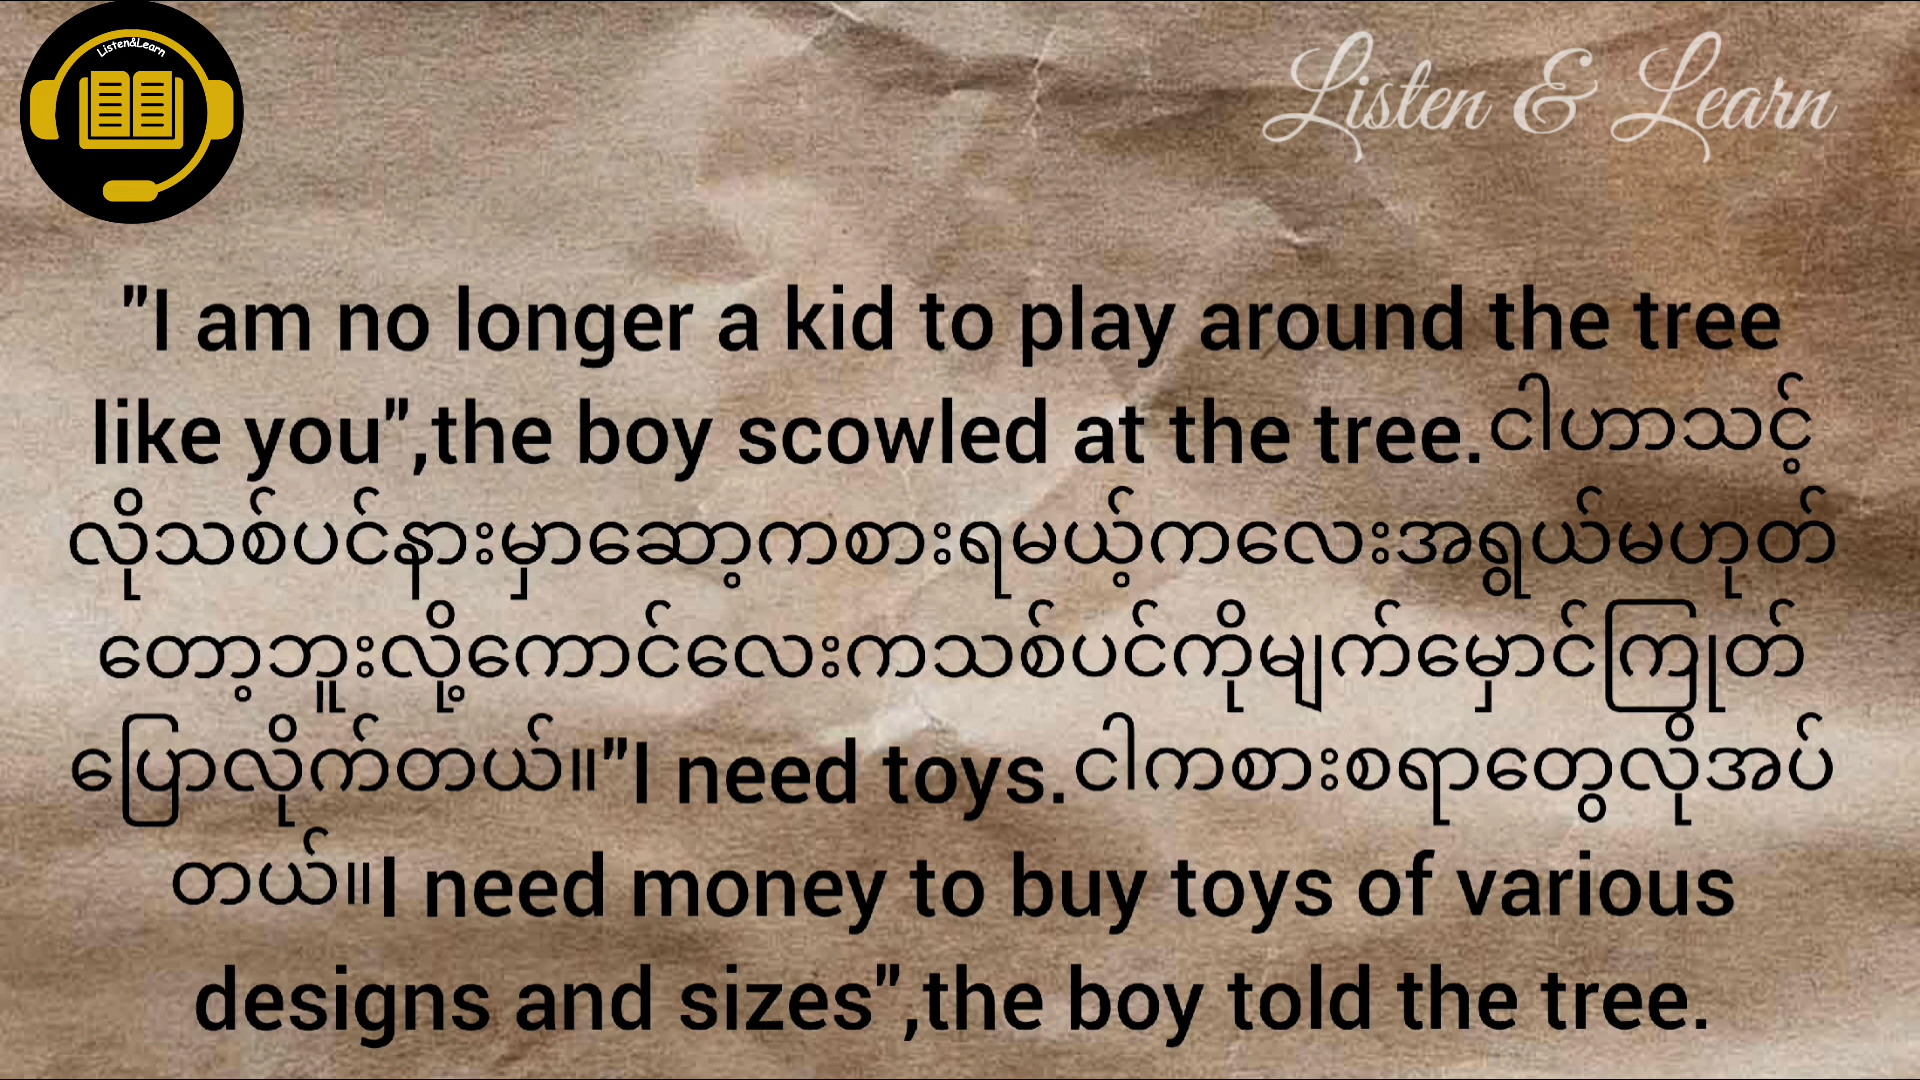 Listen&Learn
Listen & Learn
"I am no longer a kid to play around the tree
like you",the boy scowled at the tree.ငါဟာသင့်
လိုသစ်ပင်နားမှာဆော့ကစားရမယ့်ကလေးအရွယ်မဟုတ်
တော့ဘူးလို့ကောင်လေးကသစ်ပင်ကိုမျက်မှောင်ကြုတ်
ပြောလိုက်တယ်။"I need toys.ငါကစားစရာတွေလိုအပ်
တယ်။I need money to buy toys of various
designs and sizes",the boy told the tree.